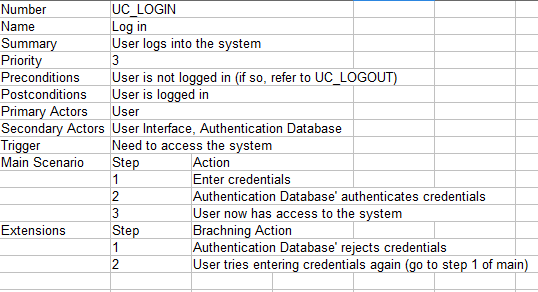 Number UC_LOGIN
Name Log in
Summary User logs into the system
Priority 3
Preconditions User is not logged in (if so, refer to UC_LOGOUT)
Postconditions User is logged in
Primary Actors User
Secondary Actors User Interface, Authentication Database
Trigger Need to access the system
Main Scenario Step Action
1 Enter credentials
2 Authentication Database' authenticates credentials
3 User now has access to the system
Extensions Step Brachning Action
1 Authentication Database' rejects credentials
2 User tries entering credentials again (go to step 1 of main)